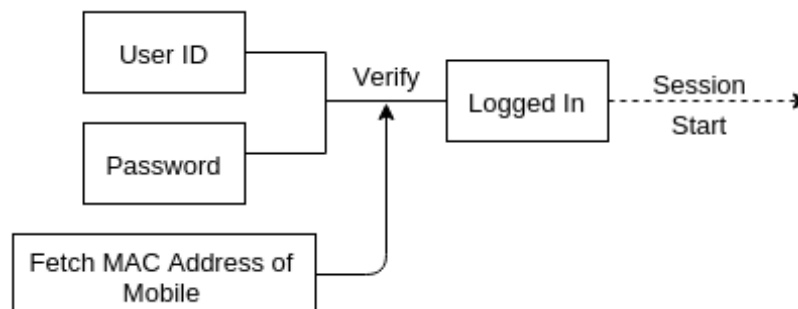 User ID
Verify
Password
Logged In
Session
Start
Fetch MAC Address of
Mobile